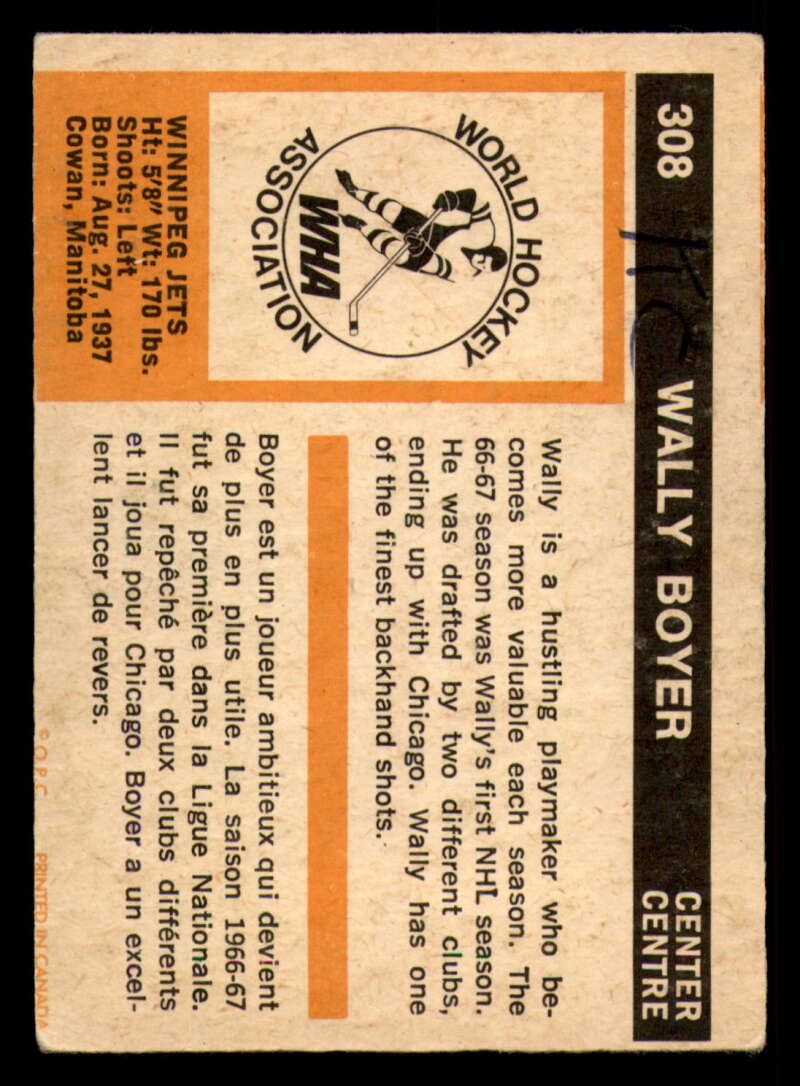 308 WALLY BOYER CENTER
CENTRE
WORLD HOCKEY
ASSOCIATION
WHA
WINNIPEG JETS
Ht: 5'8" Wt: 170 lbs.
Shoots: Left
Born: Aug. 27, 1937
Cowan, Manitoba
Wally is a hustling playmaker who be-
comes more valuable each season. The
66-67 season was Wally's first NHL season.
He was drafted by two different clubs,
ending up with Chicago. Wally has one
of the finest backhand shots.
Boyer est un joueur ambitieux qui devient
de plus en plus utile. La saison 1966-67
fut sa première dans la Ligue Nationale.
Il fut repêché par deux clubs différents
et il joua pour Chicago. Boyer a un excel-
lent lancer de revers.
© O.P.C. PRINTED IN CANADA